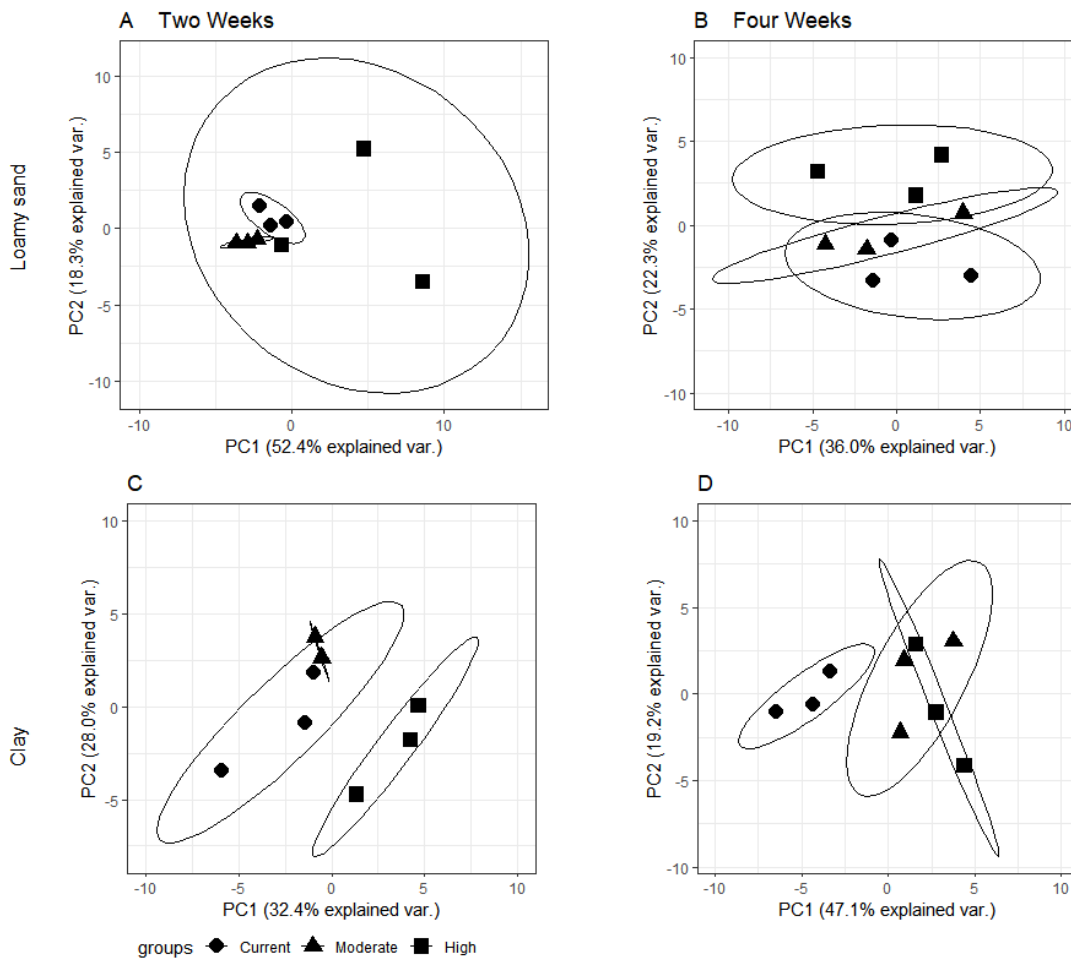 A Two Weeks
B Four Weeks
Loamy sand
PC2 (18.3% explained var.)
10
5
0
-5
-10
-10 0 10
PC1 (52.4% explained var.)
PC2 (22.3% explained var.)
10
5
0
-5
-10
-10 -5 0 5 10
PC1 (36.0% explained var.)
C
D
Clay
PC2 (28.0% explained var.)
10
5
0
-5
-10 -5 0 5 10
PC1 (32.4% explained var.)
PC2 (19.2% explained var.)
10
5
0
-5
-10
-10 -5 0 5 10
PC1 (47.1% explained var.)
groups Current Moderate High